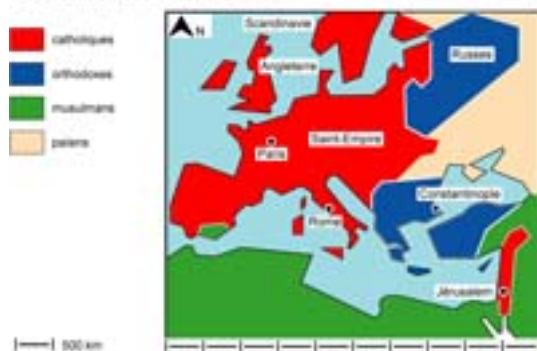 catholiques
orthodoxes
musulmans
païens
500 km
N
Scandinavie
Russes
Angleterre
Paris
Saint-Empire
Constantinople
Rome
Jérusalem